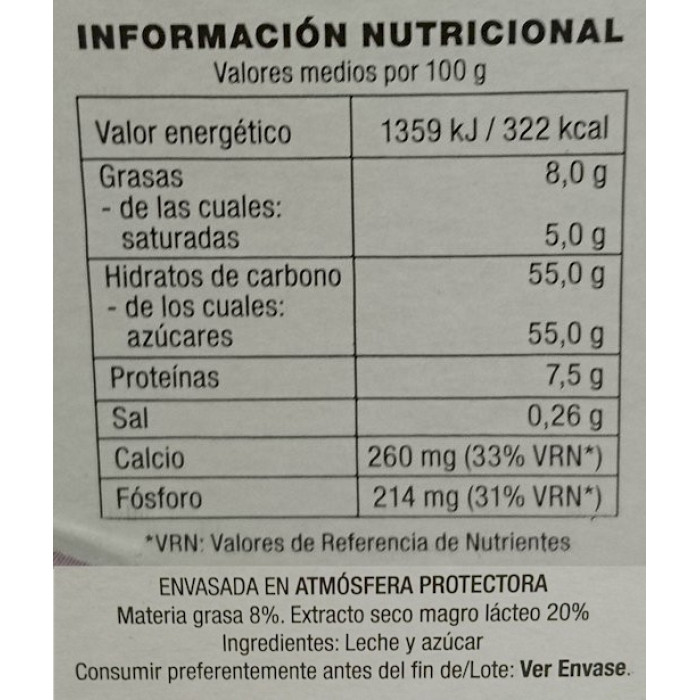 INFORMACIÓN NUTRICIONAL
Valores medios por 100 g
Valor energético 1359 kJ / 322 kcal
Grasas 8,0 g
- de las cuales:
saturadas 5,0 g
Hidratos de carbono 55,0 g
- de los cuales:
azúcares 55,0 g
Proteínas 7,5 g
Sal 0,26 g
Calcio 260 mg (33% VRN*)
Fósforo 214 mg (31% VRN*)
*VRN: Valores de Referencia de Nutrientes
ENVASADA EN ATMÓSFERA PROTECTORA
Materia grasa 8%. Extracto seco magro lácteo 20%
Ingredientes: Leche y azúcar
Consumir preferentemente antes del fin de/Lote: Ver Envase.